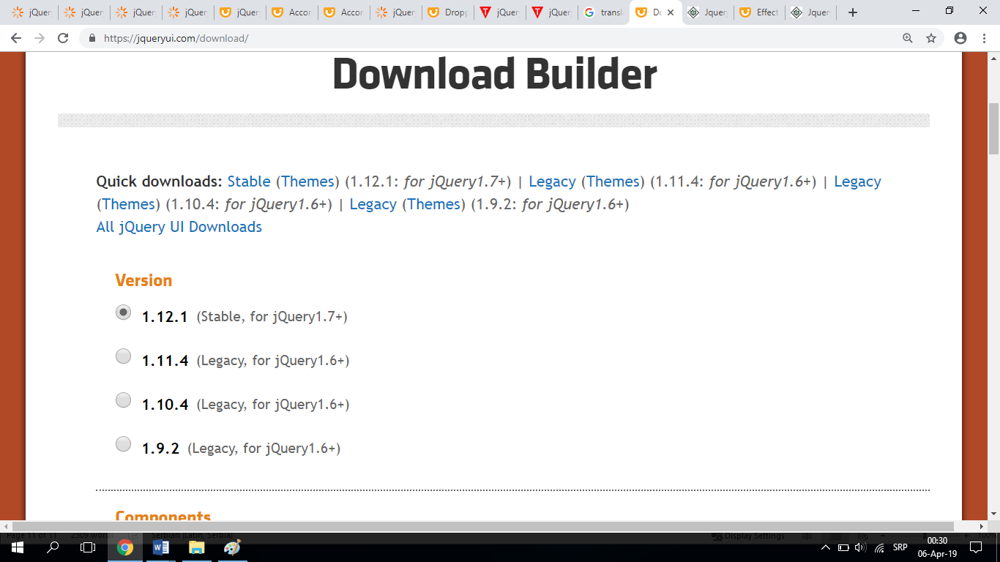 jQuer
jQuer
jQuer
jQuer
jQuer
Accor
Accor
jQuer
Dropp
jQuer
jQuer
transl
Do
Jquer
Effect
Jquer
https://jqueryui.com/download/
Download Builder
Quick downloads: Stable (Themes) (1.12.1: for jQuery1.7+) | Legacy (Themes) (1.11.4: for jQuery1.6+) | Legacy
(Themes) (1.10.4: for jQuery1.6+) | Legacy (Themes) (1.9.2: for jQuery1.6+)
All jQuery UI Downloads
Version
1.12.1 (Stable, for jQuery1.7+)
1.11.4 (Legacy, for jQuery1.6+)
1.10.4 (Legacy, for jQuery1.6+)
1.9.2 (Legacy, for jQuery1.6+)
Components
Page 11 of 11 2309 words Serbian (Latin, Serbia) Display Settings 100%
SRP
00:30
06-Apr-19